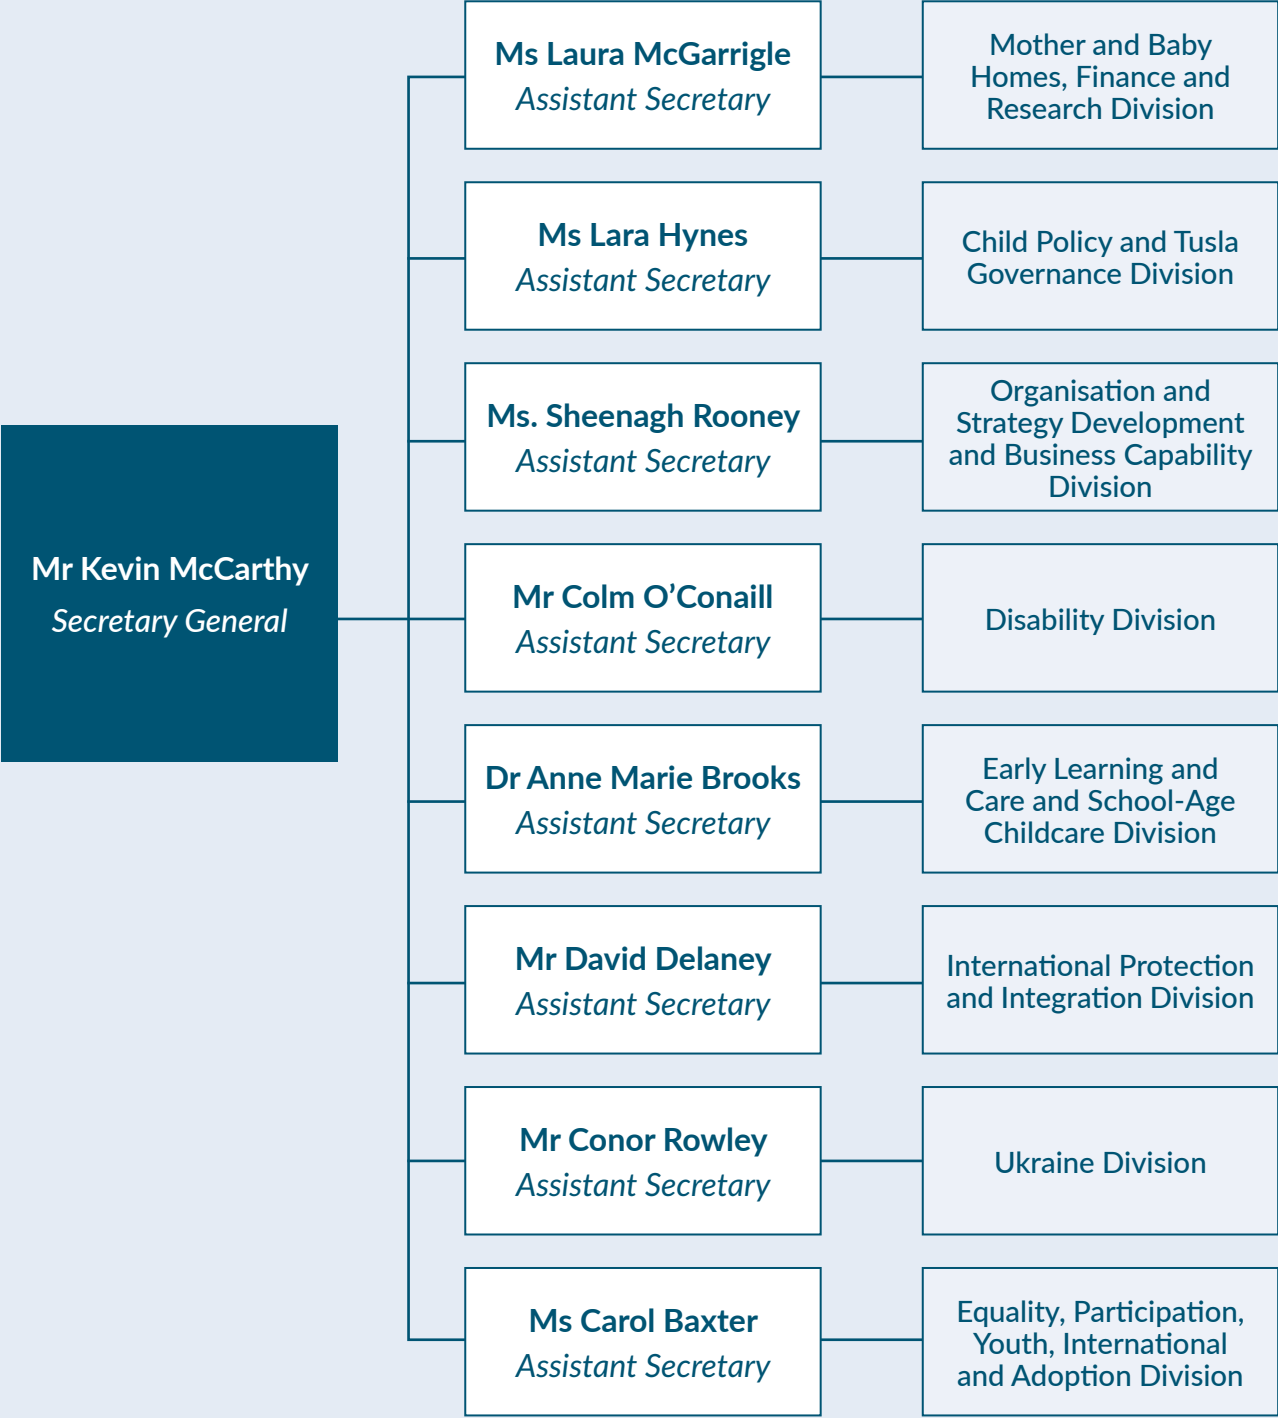 Mr Kevin McCarthy
Secretary General
Ms Laura McGarrigle
Assistant Secretary
Mother and Baby
Homes, Finance and
Research Division
Ms Lara Hynes
Assistant Secretary
Child Policy and Tusla
Governance Division
Ms. Sheenagh Rooney
Assistant Secretary
Organisation and
Strategy Development
and Business Capability
Division
Mr Colm O’Conaill
Assistant Secretary
Disability Division
Dr Anne Marie Brooks
Assistant Secretary
Early Learning and
Care and School-Age
Childcare Division
Mr David Delaney
Assistant Secretary
International Protection
and Integration Division
Mr Conor Rowley
Assistant Secretary
Ukraine Division
Ms Carol Baxter
Assistant Secretary
Equality, Participation,
Youth, International
and Adoption Division